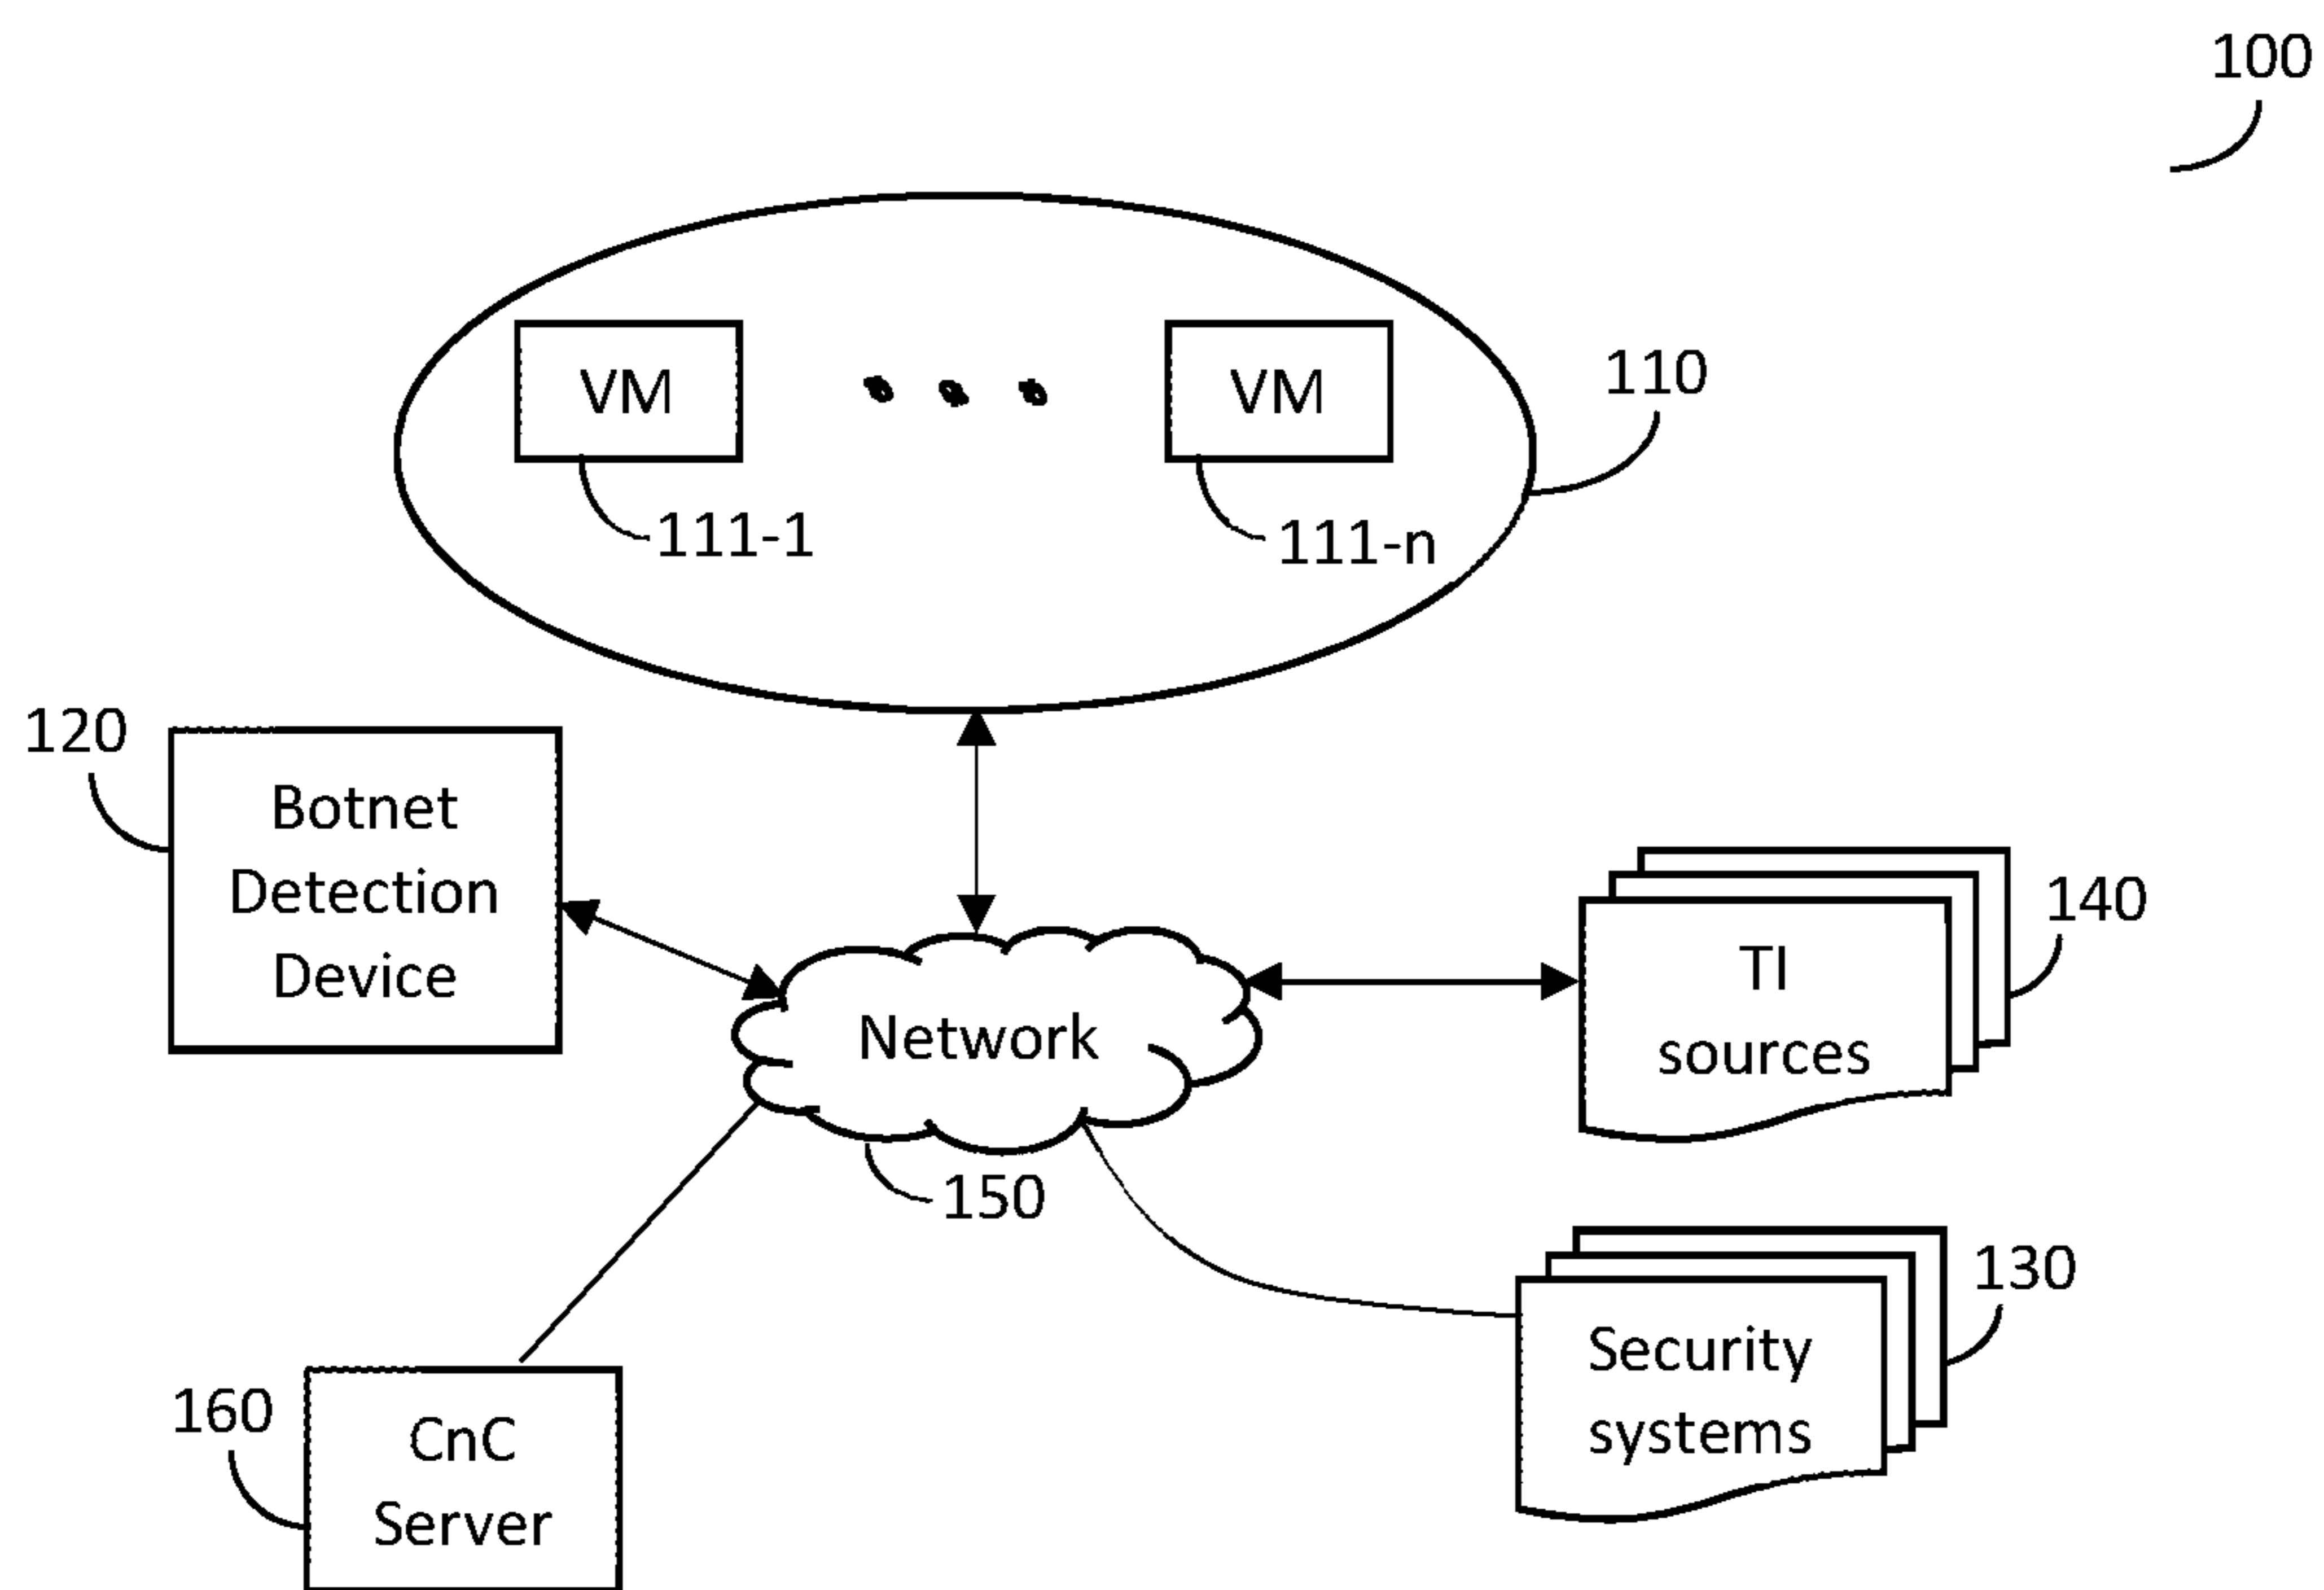 100
VM
VM
110
111-1
111-n
120
Botnet
Detection
Device
140
TI
sources
Network
150
130
Security
systems
160
CnC
Server